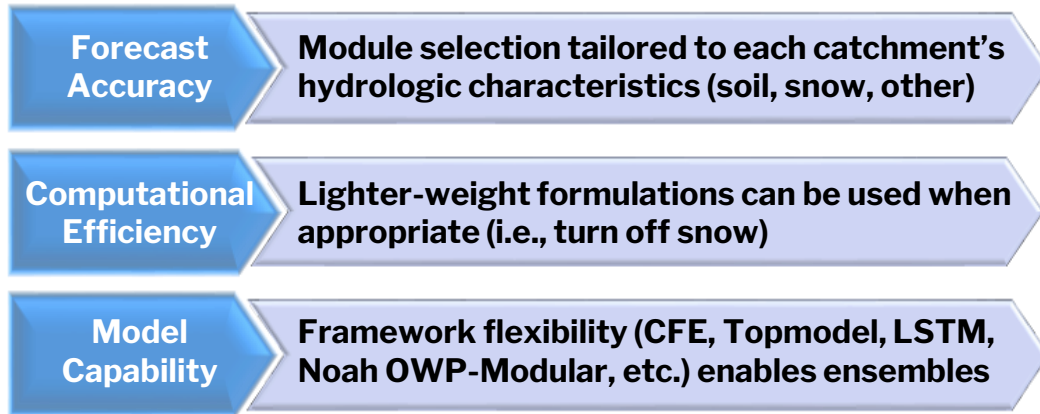 Forecast
Accuracy
Module selection tailored to each catchment's
hydrologic characteristics (soil, snow, other)
Computational
Efficiency
Lighter-weight formulations can be used when
appropriate (i.e., turn off snow)
Model
Capability
Framework flexibility (CFE, Topmodel, LSTM,
Noah OWP-Modular, etc.) enables ensembles